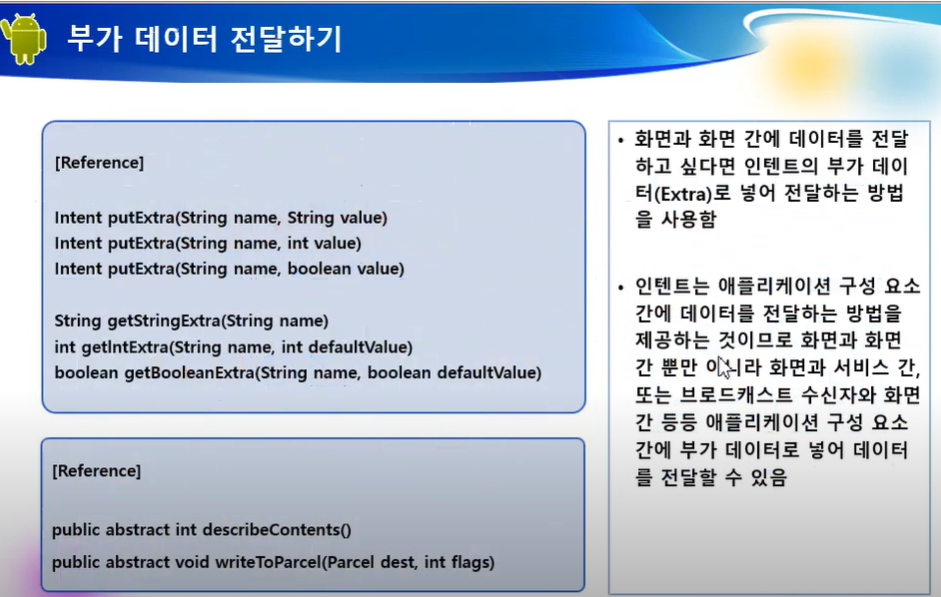 부가 데이터 전달하기
[Reference]
Intent putExtra(String name, String value)
Intent putExtra(String name, int value)
Intent putExtra(String name, boolean value)
String getStringExtra(String name)
int getIntExtra(String name, int defaultValue)
boolean getBooleanExtra(String name, boolean defaultValue)
[Reference]
public abstract int describeContents()
public abstract void writeToParcel(Parcel dest, int flags)
• 화면과 화면 간에 데이터를 전달
하고 싶다면 인텐트의 부가 데이
터(Extra)로 넣어 전달하는 방법
을 사용함
• 인텐트는 애플리케이션 구성 요소
간에 데이터를 전달하는 방법을
제공하는 것이므로 화면과 화면
간 뿐만 아니라 화면과 서비스 간,
또는 브로드캐스트 수신자와 화면
간 등등 애플리케이션 구성 요소
간에 부가 데이터로 넣어 데이터
를 전달할 수 있음